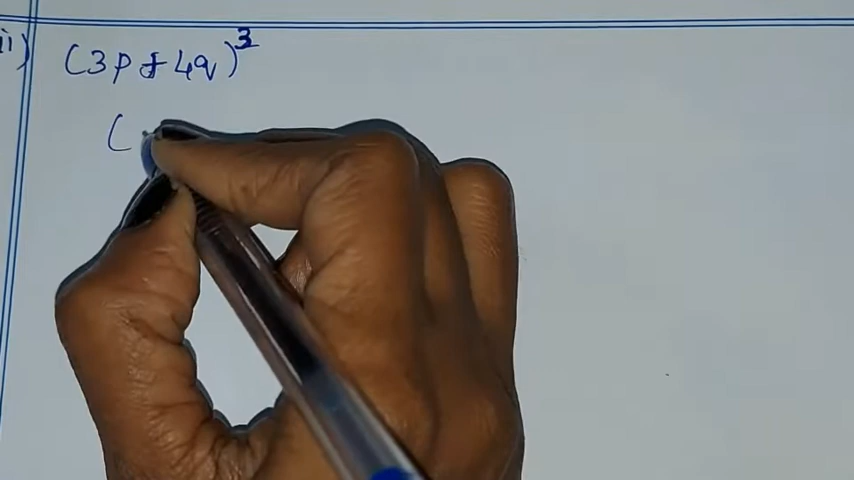 ii) (3p + 4q)³
(